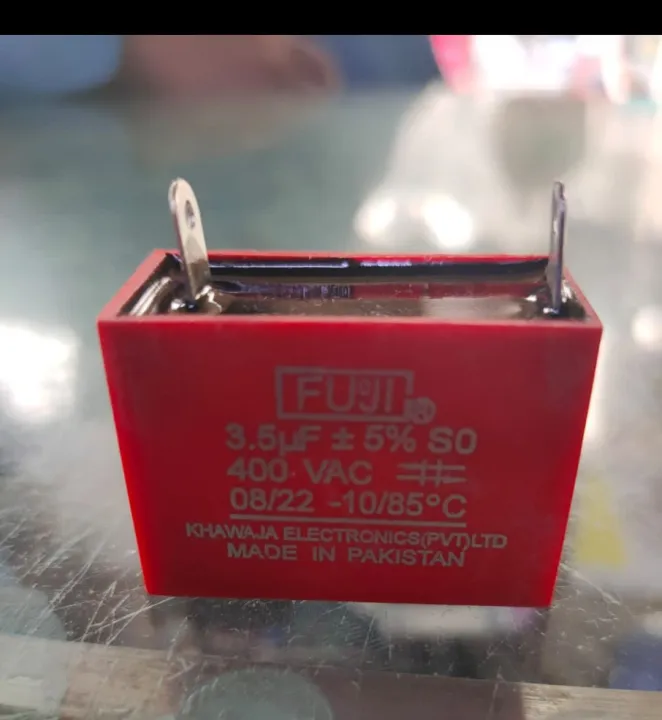 FUJI ®
3.5µF ± 5% S0
400 VAC
08/22 -10/85°C
KHAWAJA ELECTRONICS(PVT)LTD
MADE IN PAKISTAN